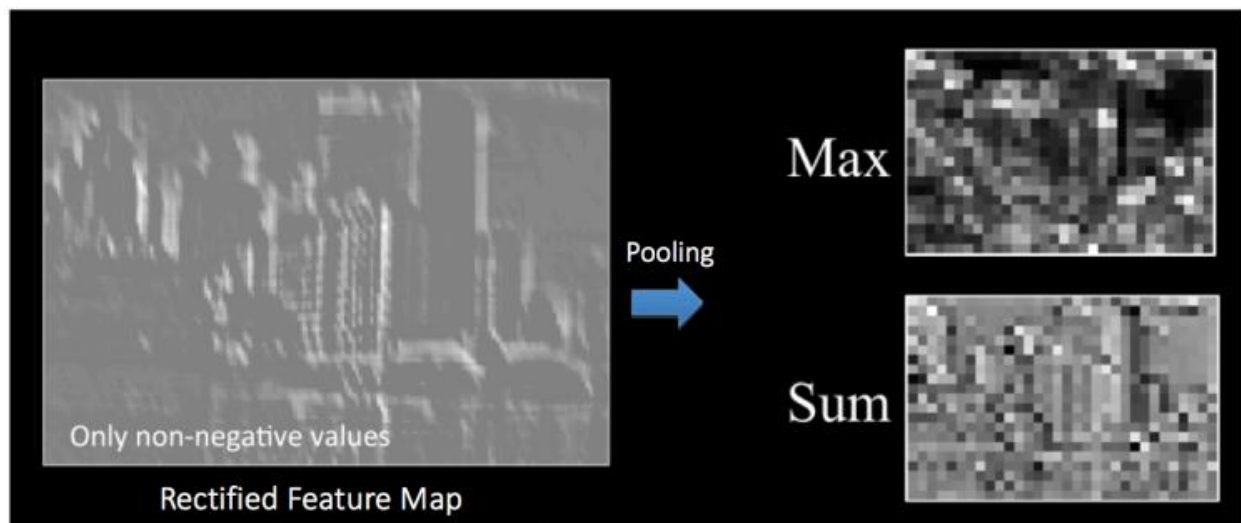 Max
Pooling
Sum
Only non-negative values
Rectified Feature Map